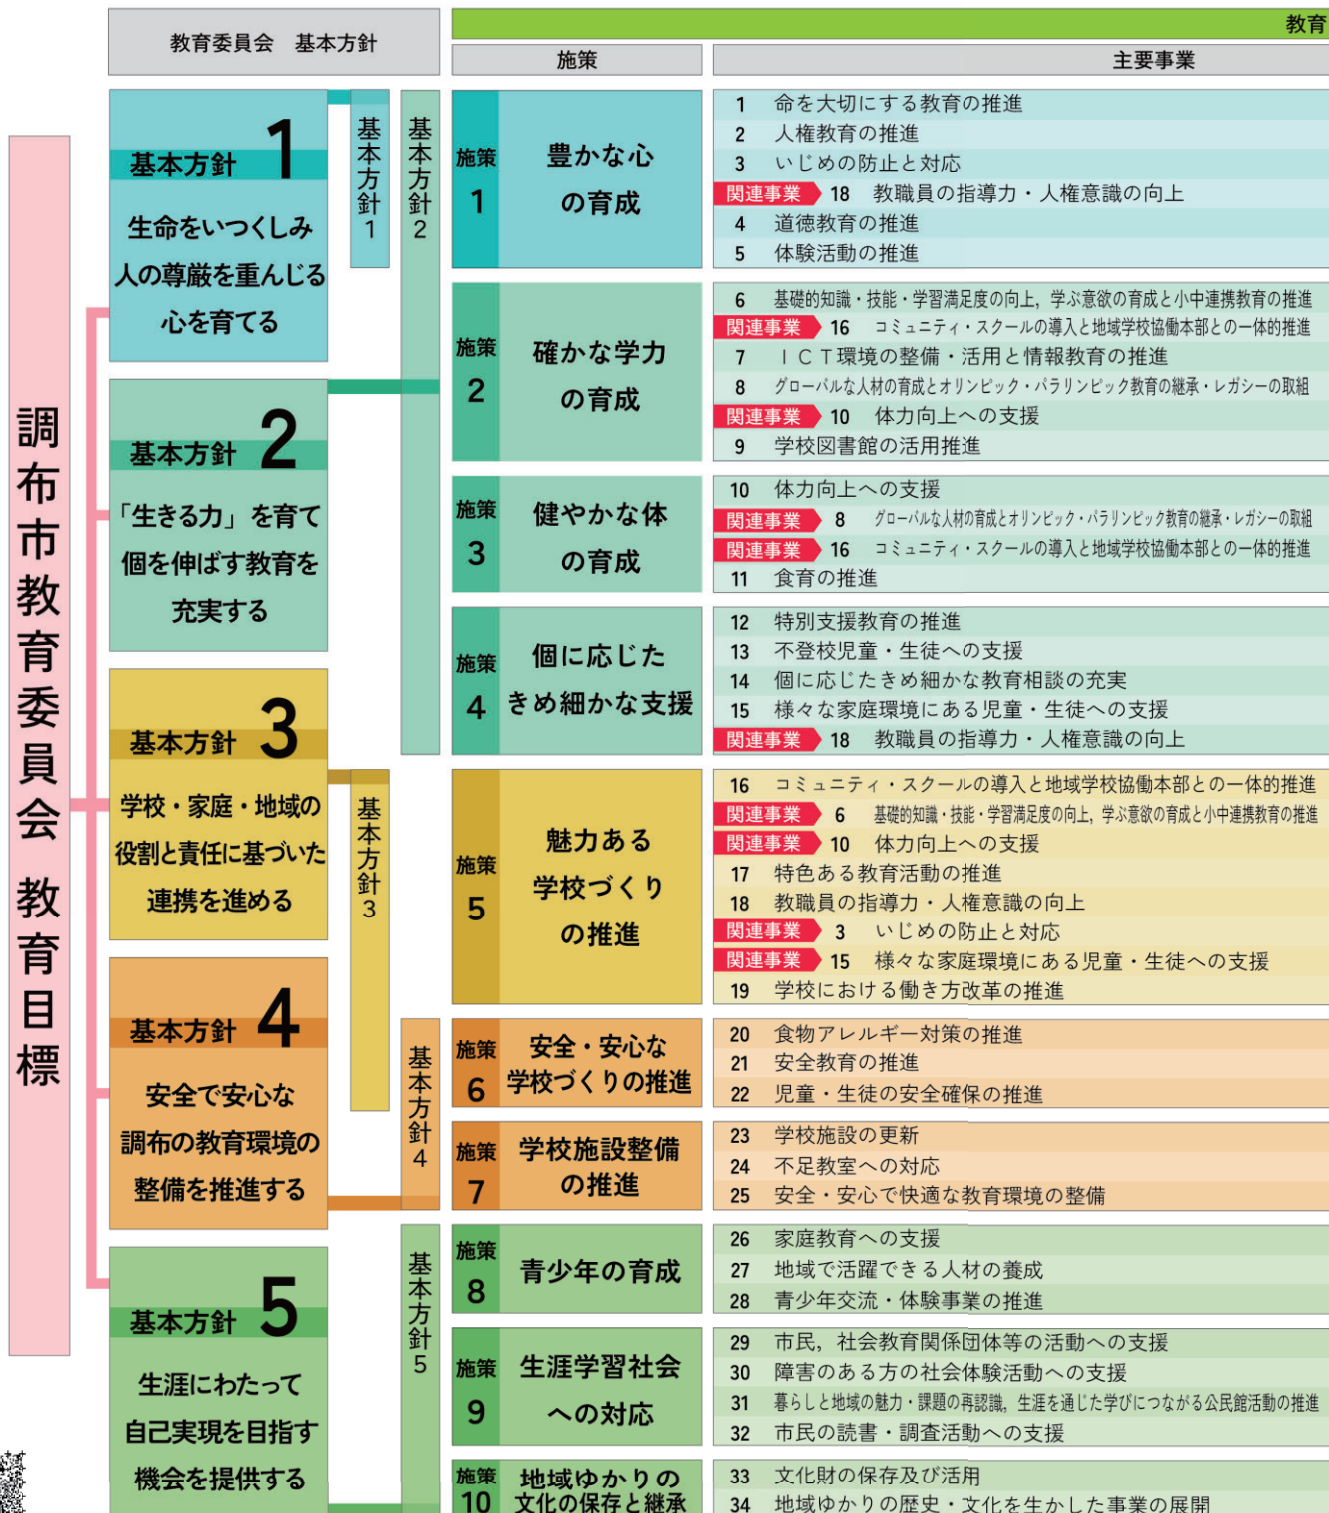 教育委員会　基本方針
教育
施策
主要事業
調布市教育委員会 教育目標
基本方針 1
生命をいつくしみ
人の尊厳を重んじる
心を育てる
基本方針 2
「生きる力」を育て
個を伸ばす教育を
充実する
基本方針 3
学校・家庭・地域の
役割と責任に基づいた
連携を進める
基本方針 4
安全で安心な
調布の教育環境の
整備を推進する
基本方針 5
生涯にわたって
自己実現を目指す
機会を提供する
基本方針1
基本方針2
基本方針3
基本方針4
基本方針5
施策 1
豊かな心
の育成
1 命を大切にする教育の推進
2 人権教育の推進
3 いじめの防止と対応
関連事業 18 教職員の指導力・人権意識の向上
4 道徳教育の推進
5 体験活動の推進
施策 2
確かな学力
の育成
6 基礎的知識・技能・学習満足度の向上，学ぶ意欲の育成と小中連携教育の推進
関連事業 16 コミュニティ・スクールの導入と地域学校協働本部との一体的推進
7 ＩＣＴ環境の整備・活用と情報教育の推進
8 グローバルな人材の育成とオリンピック・パラリンピック教育の継承・レガシーの取組
関連事業 10 体力向上への支援
9 学校図書館の活用推進
施策 3
健やかな体
の育成
10 体力向上への支援
関連事業 8 グローバルな人材の育成とオリンピック・パラリンピック教育の継承・レガシーの取組
関連事業 16 コミュニティ・スクールの導入と地域学校協働本部との一体的推進
11 食育の推進
施策 4
個に応じた
きめ細かな支援
12 特別支援教育の推進
13 不登校児童・生徒への支援
14 個に応じたきめ細かな教育相談の充実
15 様々な家庭環境にある児童・生徒への支援
関連事業 18 教職員の指導力・人権意識の向上
施策 5
魅力ある
学校づくり
の推進
16 コミュニティ・スクールの導入と地域学校協働本部との一体的推進
関連事業 6 基礎的知識・技能・学習満足度の向上，学ぶ意欲の育成と小中連携教育の推進
関連事業 10 体力向上への支援
17 特色ある教育活動の推進
18 教職員の指導力・人権意識の向上
関連事業 3 いじめの防止と対応
関連事業 15 様々な家庭環境にある児童・生徒への支援
19 学校における働き方改革の推進
施策 6
安全・安心な
学校づくりの推進
20 食物アレルギー対策の推進
21 安全教育の推進
22 児童・生徒の安全確保の推進
施策 7
学校施設整備
の推進
23 学校施設の更新
24 不足教室への対応
25 安全・安心で快適な教育環境の整備
施策 8
青少年の育成
26 家庭教育への支援
27 地域で活躍できる人材の養成
28 青少年交流・体験事業の推進
施策 9
生涯学習社会
への対応
29 市民，社会教育関係団体等の活動への支援
30 障害のある方の社会体験活動への支援
31 暮らしと地域の魅力・課題の再認識，生涯を通じた学びにつながる公民館活動の推進
32 市民の読書・調査活動への支援
施策 10
地域ゆかりの
文化の保存と継承
33 文化財の保存及び活用
34 地域ゆかりの歴史・文化を生かした事業の展開